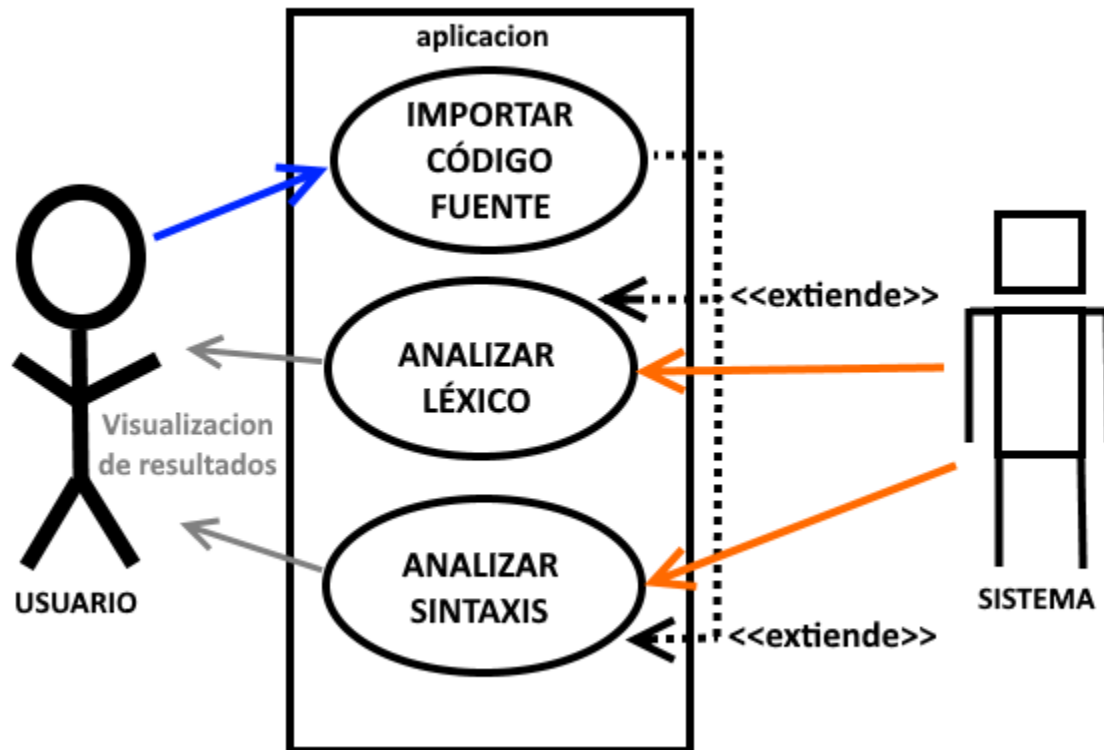 aplicacion
IMPORTAR
CÓDIGO
FUENTE
<<extiende>>
ANALIZAR
LÉXICO
Visualizacion
de resultados
ANALIZAR
SINTAXIS
USUARIO
SISTEMA
<<extiende>>